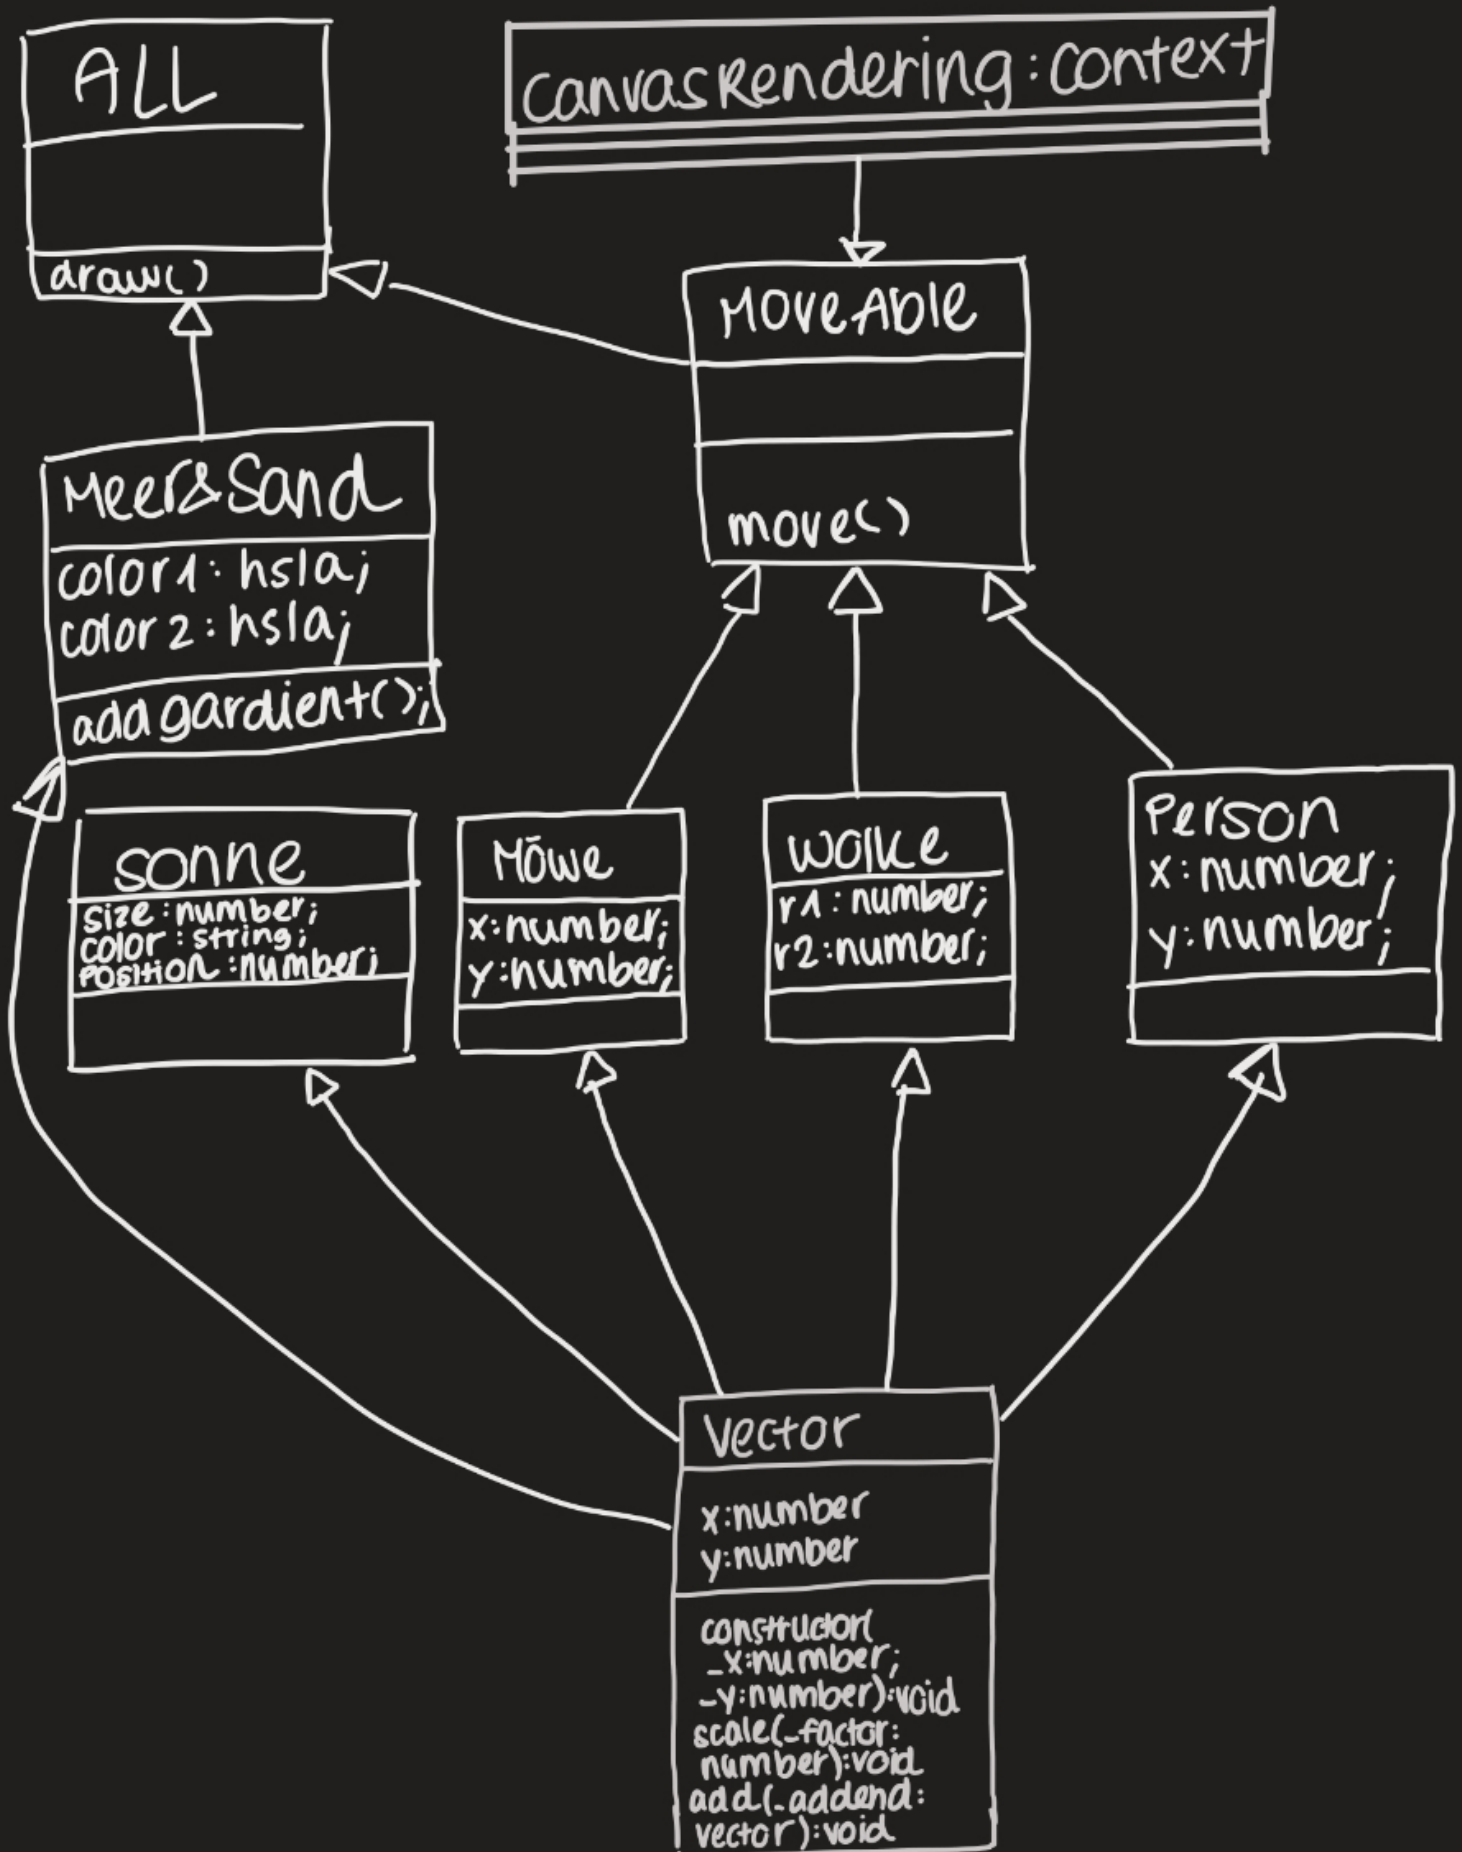 ALL
draw()
CanvasRendering:context
MoveAble
move()
Meer&Sand
color1: hsla;
color2: hsla;
addgardient();
Sonne
size: number;
color: string;
Position: number;
Möwe
x: number;
y: number;
Wolke
r1: number;
r2: number;
Person
x: number;
y: number;
Vector
x: number
y: number
constructor(
_x: number;
_y: number): void
scale(_factor:
number): void
add(_addend:
vector): void